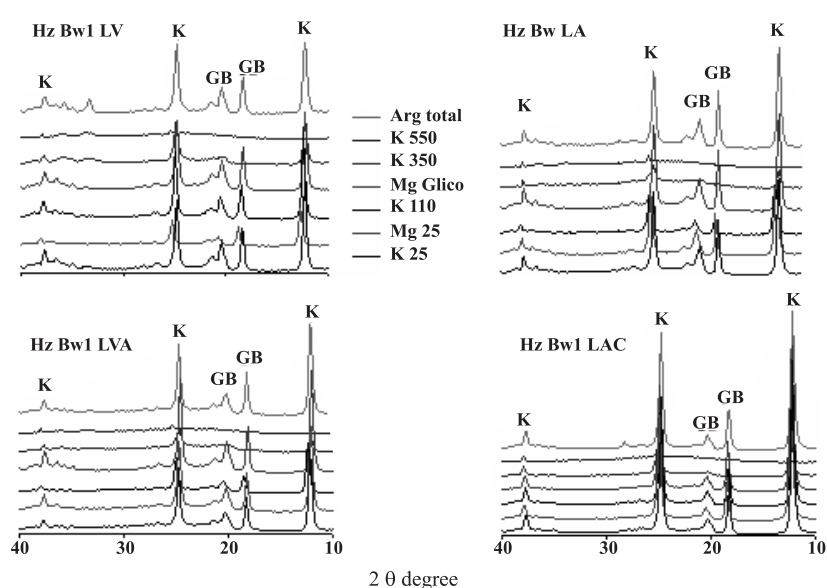 Hz Bw1 LV
K
K
GB
GB
K
Arg total
K 550
K 350
Mg Glico
K 110
Mg 25
K 25
Hz Bw LA
K
K
GB
GB
K
Hz Bw1 LVA
K
K
GB
GB
K
40 30 20 10
Hz Bw1 LAC
K
K
GB
GB
K
40 30 20 10
2 θ degree